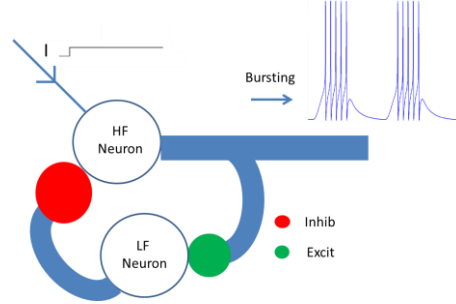 I
Bursting
HF
Neuron
LF
Neuron
Inhib
Excit